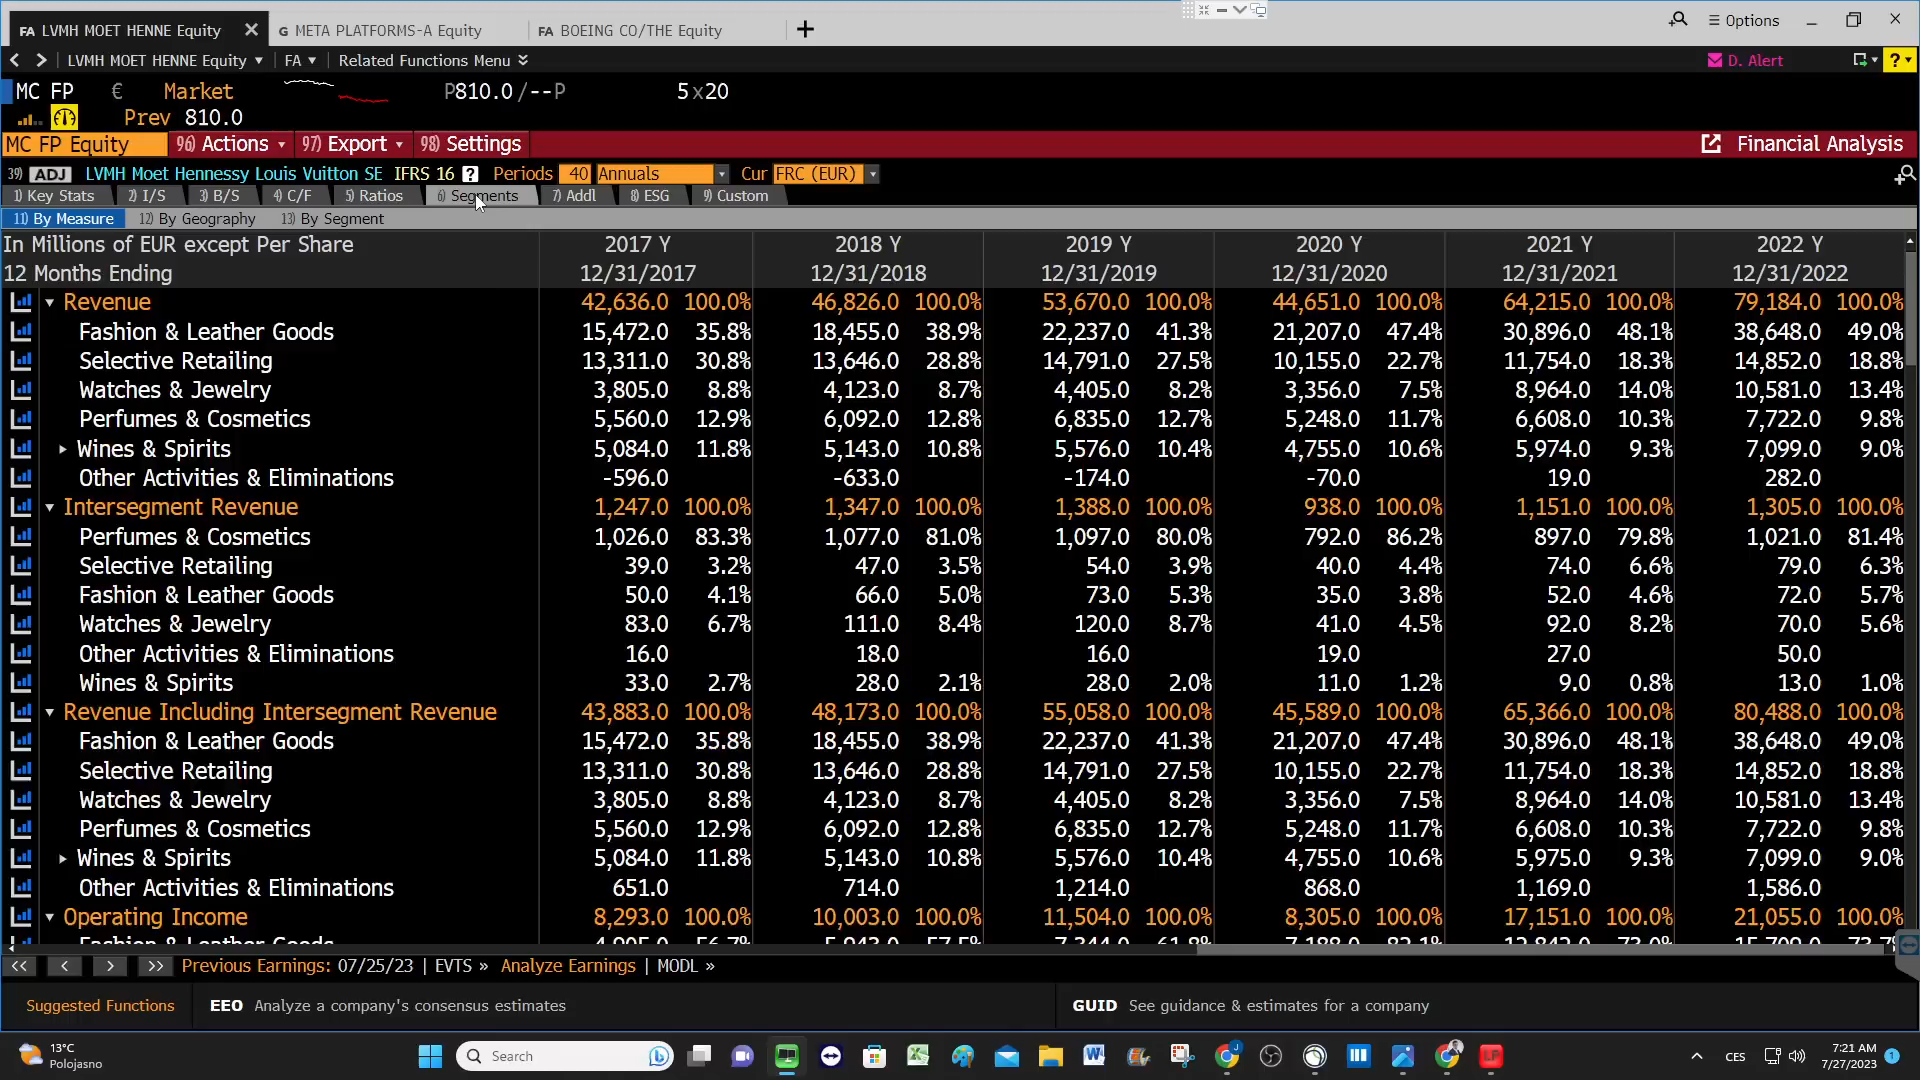 FA LVMH MOET HENNE Equity G META PLATFORMS-A Equity FA BOEING CO/THE Equity Options
LVMH MOET HENNE Equity FA Related Functions Menu D. Alert ?
MC FP € Market P810.0/--P 5x20
Prev 810.0
MC FP Equity 96) Actions 97) Export 98) Settings Financial Analysis
39) ADJ LVMH Moet Hennessy Louis Vuitton SE IFRS 16 ? Periods 40 Annuals Cur FRC (EUR)
1) Key Stats 2) I/S 3) B/S 4) C/F 5) Ratios 6) Segments 7) Addl 8) ESG 9) Custom
11) By Measure 12) By Geography 13) By Segment
In Millions of EUR except Per Share 2017 Y 2018 Y 2019 Y 2020 Y 2021 Y 2022 Y
12 Months Ending 12/31/2017 12/31/2018 12/31/2019 12/31/2020 12/31/2021 12/31/2022
Revenue 42,636.0 100.0% 46,826.0 100.0% 53,670.0 100.0% 44,651.0 100.0% 64,215.0 100.0% 79,184.0 100.0%
Fashion & Leather Goods 15,472.0 35.8% 18,455.0 38.9% 22,237.0 41.3% 21,207.0 47.4% 30,896.0 48.1% 38,648.0 49.0%
Selective Retailing 13,311.0 30.8% 13,646.0 28.8% 14,791.0 27.5% 10,155.0 22.7% 11,754.0 18.3% 14,852.0 18.8%
Watches & Jewelry 3,805.0 8.8% 4,123.0 8.7% 4,405.0 8.2% 3,356.0 7.5% 8,964.0 14.0% 10,581.0 13.4%
Perfumes & Cosmetics 5,560.0 12.9% 6,092.0 12.8% 6,835.0 12.7% 5,248.0 11.7% 6,608.0 10.3% 7,722.0 9.8%
Wines & Spirits 5,084.0 11.8% 5,143.0 10.8% 5,576.0 10.4% 4,755.0 10.6% 5,974.0 9.3% 7,099.0 9.0%
Other Activities & Eliminations -596.0 -633.0 -174.0 -70.0 19.0 282.0
Intersegment Revenue 1,247.0 100.0% 1,347.0 100.0% 1,388.0 100.0% 938.0 100.0% 1,151.0 100.0% 1,305.0 100.0%
Perfumes & Cosmetics 1,026.0 83.3% 1,077.0 81.0% 1,097.0 80.0% 792.0 86.2% 897.0 79.8% 1,021.0 81.4%
Selective Retailing 39.0 3.2% 47.0 3.5% 54.0 3.9% 40.0 4.4% 74.0 6.6% 79.0 6.3%
Fashion & Leather Goods 50.0 4.1% 66.0 5.0% 73.0 5.3% 35.0 3.8% 52.0 4.6% 72.0 5.7%
Watches & Jewelry 83.0 6.7% 111.0 8.4% 120.0 8.7% 41.0 4.5% 92.0 8.2% 70.0 5.6%
Other Activities & Eliminations 16.0 18.0 16.0 19.0 27.0 50.0
Wines & Spirits 33.0 2.7% 28.0 2.1% 28.0 2.0% 11.0 1.2% 9.0 0.8% 13.0 1.0%
Revenue Including Intersegment Revenue 43,883.0 100.0% 48,173.0 100.0% 55,058.0 100.0% 45,589.0 100.0% 65,366.0 100.0% 80,488.0 100.0%
Fashion & Leather Goods 15,472.0 35.8% 18,455.0 38.9% 22,237.0 41.3% 21,207.0 47.4% 30,896.0 48.1% 38,648.0 49.0%
Selective Retailing 13,311.0 30.8% 13,646.0 28.8% 14,791.0 27.5% 10,155.0 22.7% 11,754.0 18.3% 14,852.0 18.8%
Watches & Jewelry 3,805.0 8.8% 4,123.0 8.7% 4,405.0 8.2% 3,356.0 7.5% 8,964.0 14.0% 10,581.0 13.4%
Perfumes & Cosmetics 5,560.0 12.9% 6,092.0 12.8% 6,835.0 12.7% 5,248.0 11.7% 6,608.0 10.3% 7,722.0 9.8%
Wines & Spirits 5,084.0 11.8% 5,143.0 10.8% 5,576.0 10.4% 4,755.0 10.6% 5,975.0 9.3% 7,099.0 9.0%
Other Activities & Eliminations 651.0 714.0 1,214.0 868.0 1,169.0 1,586.0
Operating Income 8,293.0 100.0% 10,003.0 100.0% 11,504.0 100.0% 8,305.0 100.0% 17,151.0 100.0% 21,055.0 100.0%
Fashion & Leather Goods
<< < > >> Previous Earnings: 07/25/23 | EVTS » Analyze Earnings | MODL »
Suggested Functions EEO Analyze a company's consensus estimates GUID See guidance & estimates for a company
13°C
Polojasno
Search
CES
7:21 AM
7/27/2023
1